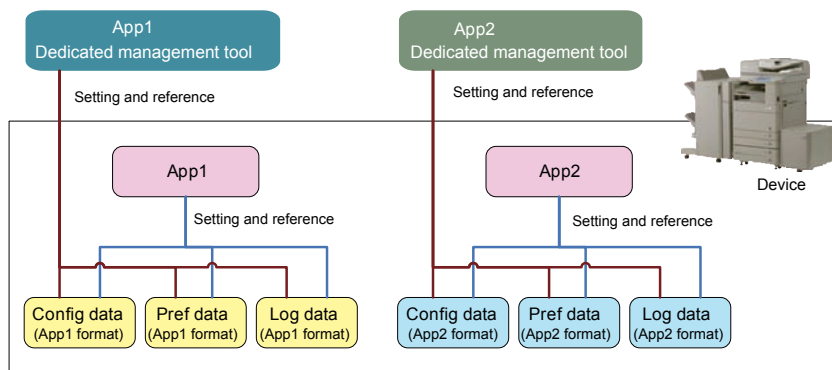 App1
Dedicated management tool
App2
Dedicated management tool
Setting and reference
Setting and reference
Device
App1
App2
Setting and reference
Setting and reference
Config data
(App1 format)
Pref data
(App1 format)
Log data
(App1 format)
Config data
(App2 format)
Pref data
(App2 format)
Log data
(App2 format)